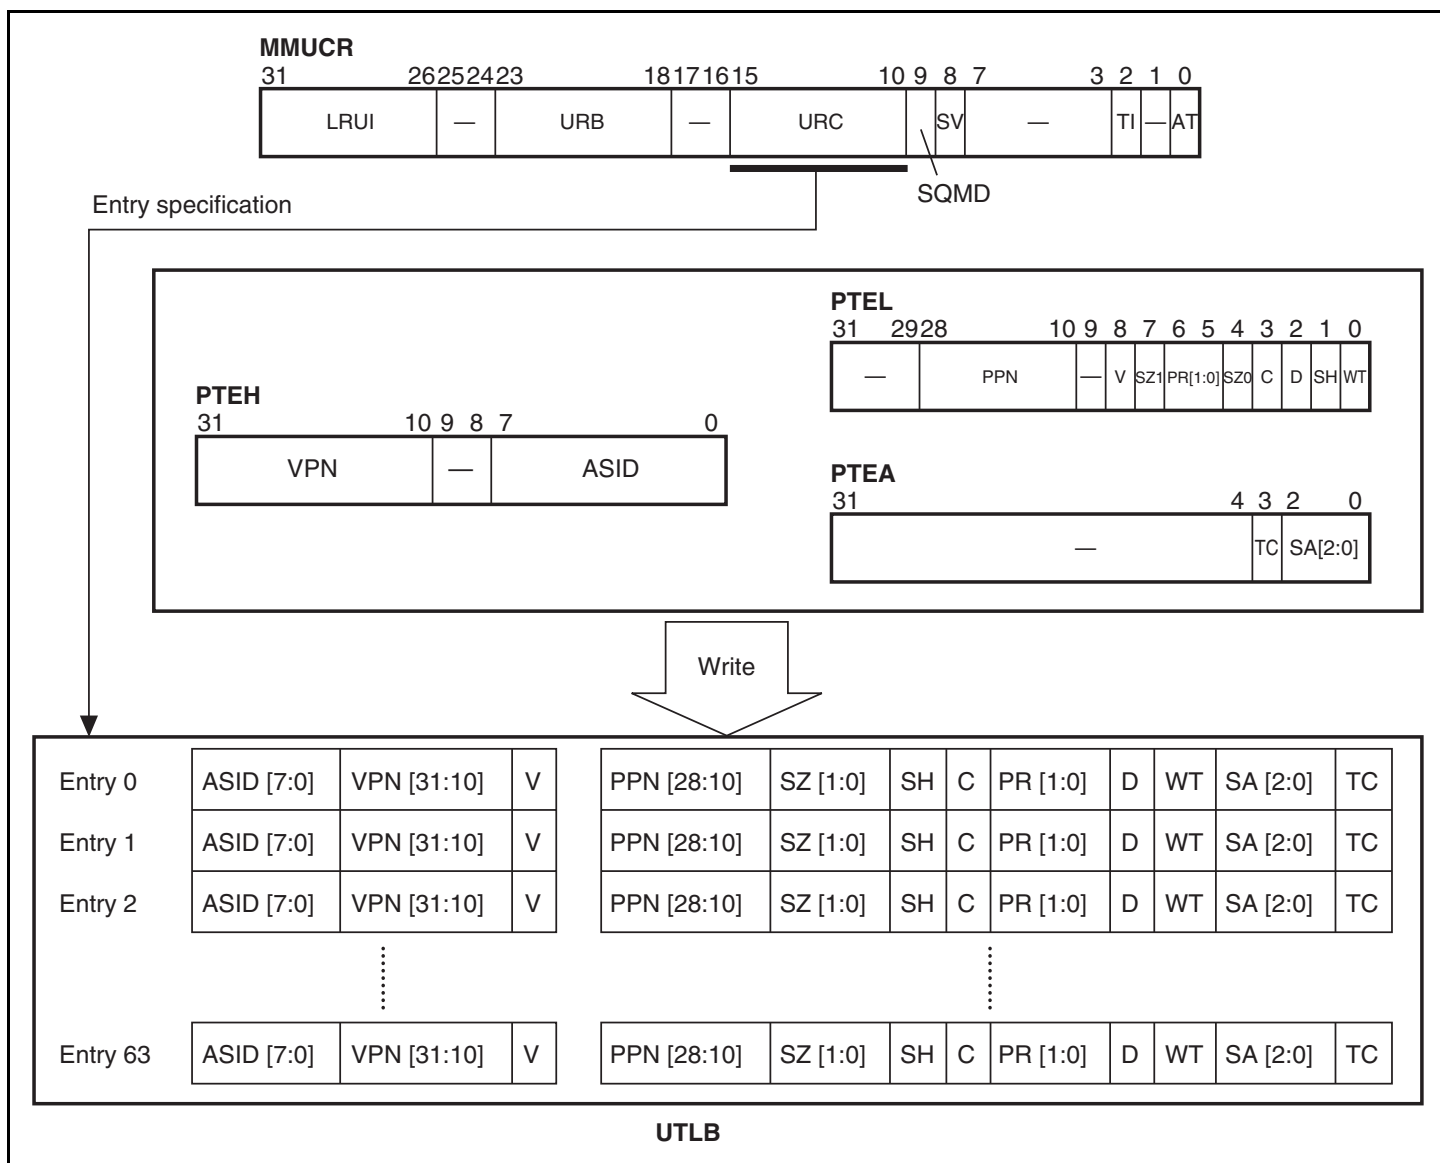 MMUCR
31 26 25 24 23 18 17 16 15 10 9 8 7 3 2 1 0
LRUI — URB — URC SV — TI — AT
SQMD
Entry specification
PTEL
31 29 28 10 9 8 7 6 5 4 3 2 1 0
— PPN — V SZ1 PR[1:0] SZ0 C D SH WT
PTEH
31 10 9 8 7 0
VPN — ASID
PTEA
31 4 3 2 0
— TC SA[2:0]
Write
Entry 0 ASID [7:0] VPN [31:10] V PPN [28:10] SZ [1:0] SH C PR [1:0] D WT SA [2:0] TC
Entry 1 ASID [7:0] VPN [31:10] V PPN [28:10] SZ [1:0] SH C PR [1:0] D WT SA [2:0] TC
Entry 2 ASID [7:0] VPN [31:10] V PPN [28:10] SZ [1:0] SH C PR [1:0] D WT SA [2:0] TC
Entry 63 ASID [7:0] VPN [31:10] V PPN [28:10] SZ [1:0] SH C PR [1:0] D WT SA [2:0] TC
UTLB